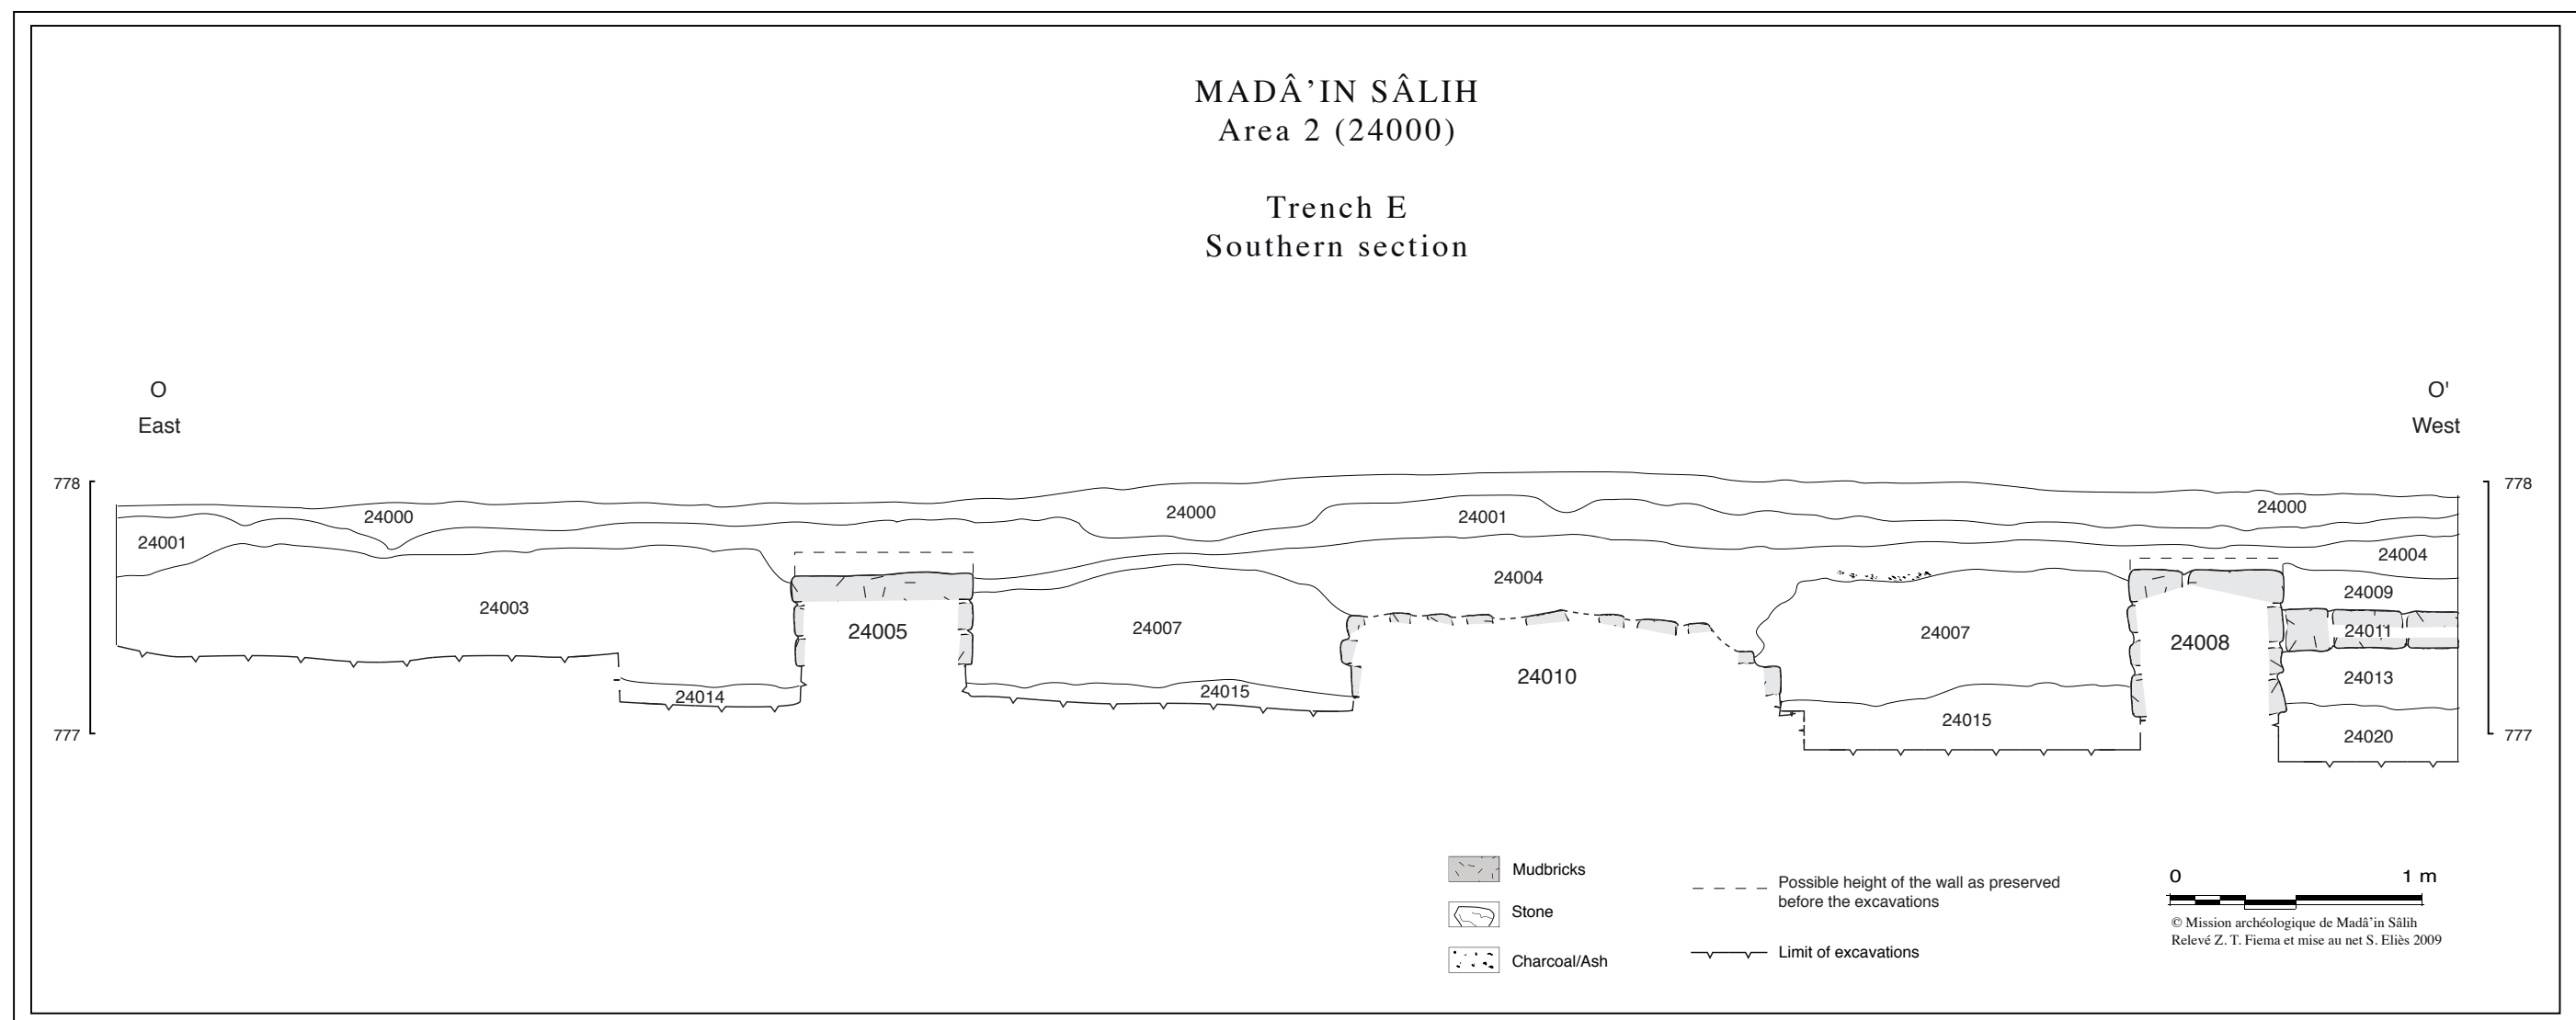 MADÂ’IN SÂLIH
Area 2 (24000)
Trench E
Southern section
O
East
O'
West
778
778
24000
24000
24000
24001
24001
24004
24004
24003
24005
24007
24007
24008
24009
24011
24010
24013
24014
24015
24015
24020
777
777
Mudbricks
Stone
Charcoal/Ash
Possible height of the wall as preserved
before the excavations
Limit of excavations
0 1 m
© Mission archéologique de Madâ’in Sâlih
Relevé Z. T. Fiema et mise au net S. Eliès 2009